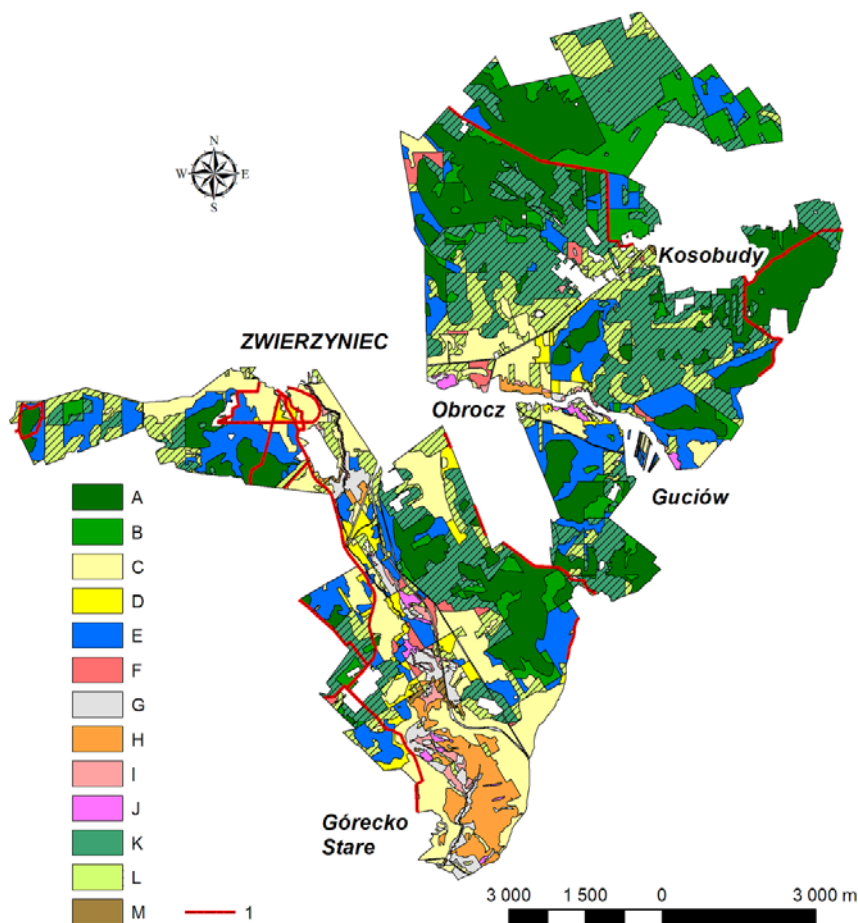 N
W E
S
Kosobudy
ZWIERZYNIEC
Obrocz
Guciów
A
B
C
D
E
F
G
H
I
J
K
L
M
1
Górecko
Stare
3 000 1 500 0 3 000 m